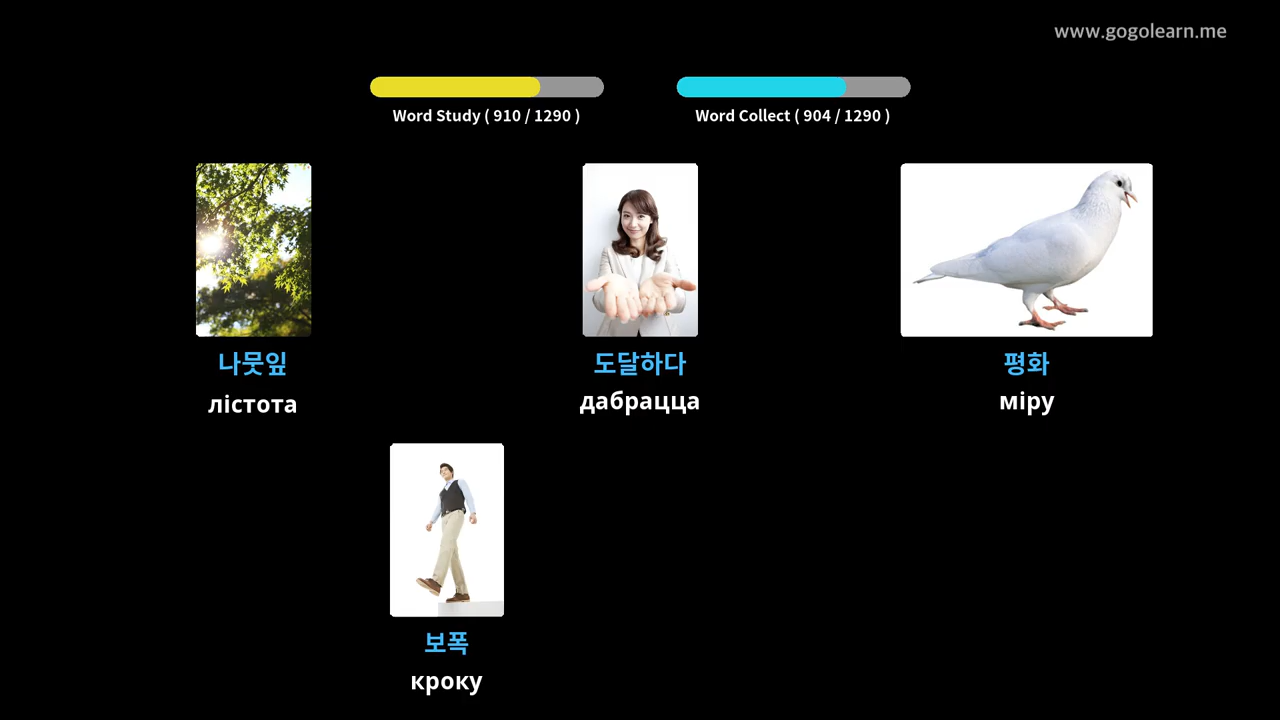 www.gogolearn.me
Word Study ( 910 / 1290 )
Word Collect ( 904 / 1290 )
나뭇잎
도달하다
평화
лістота
дабрацца
міру
보폭
кроку